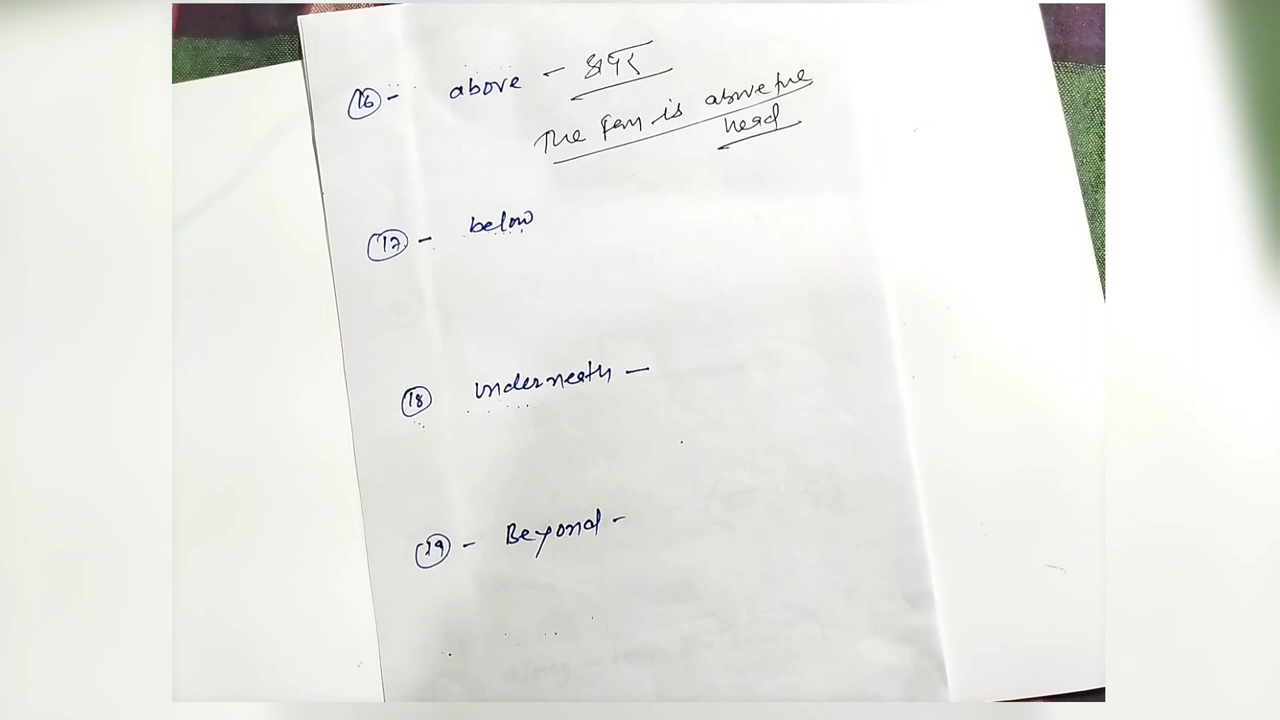 16 - above - ऊपर
The Fan is above the
head
17 - below
18 underneath -
19 - Beyond -